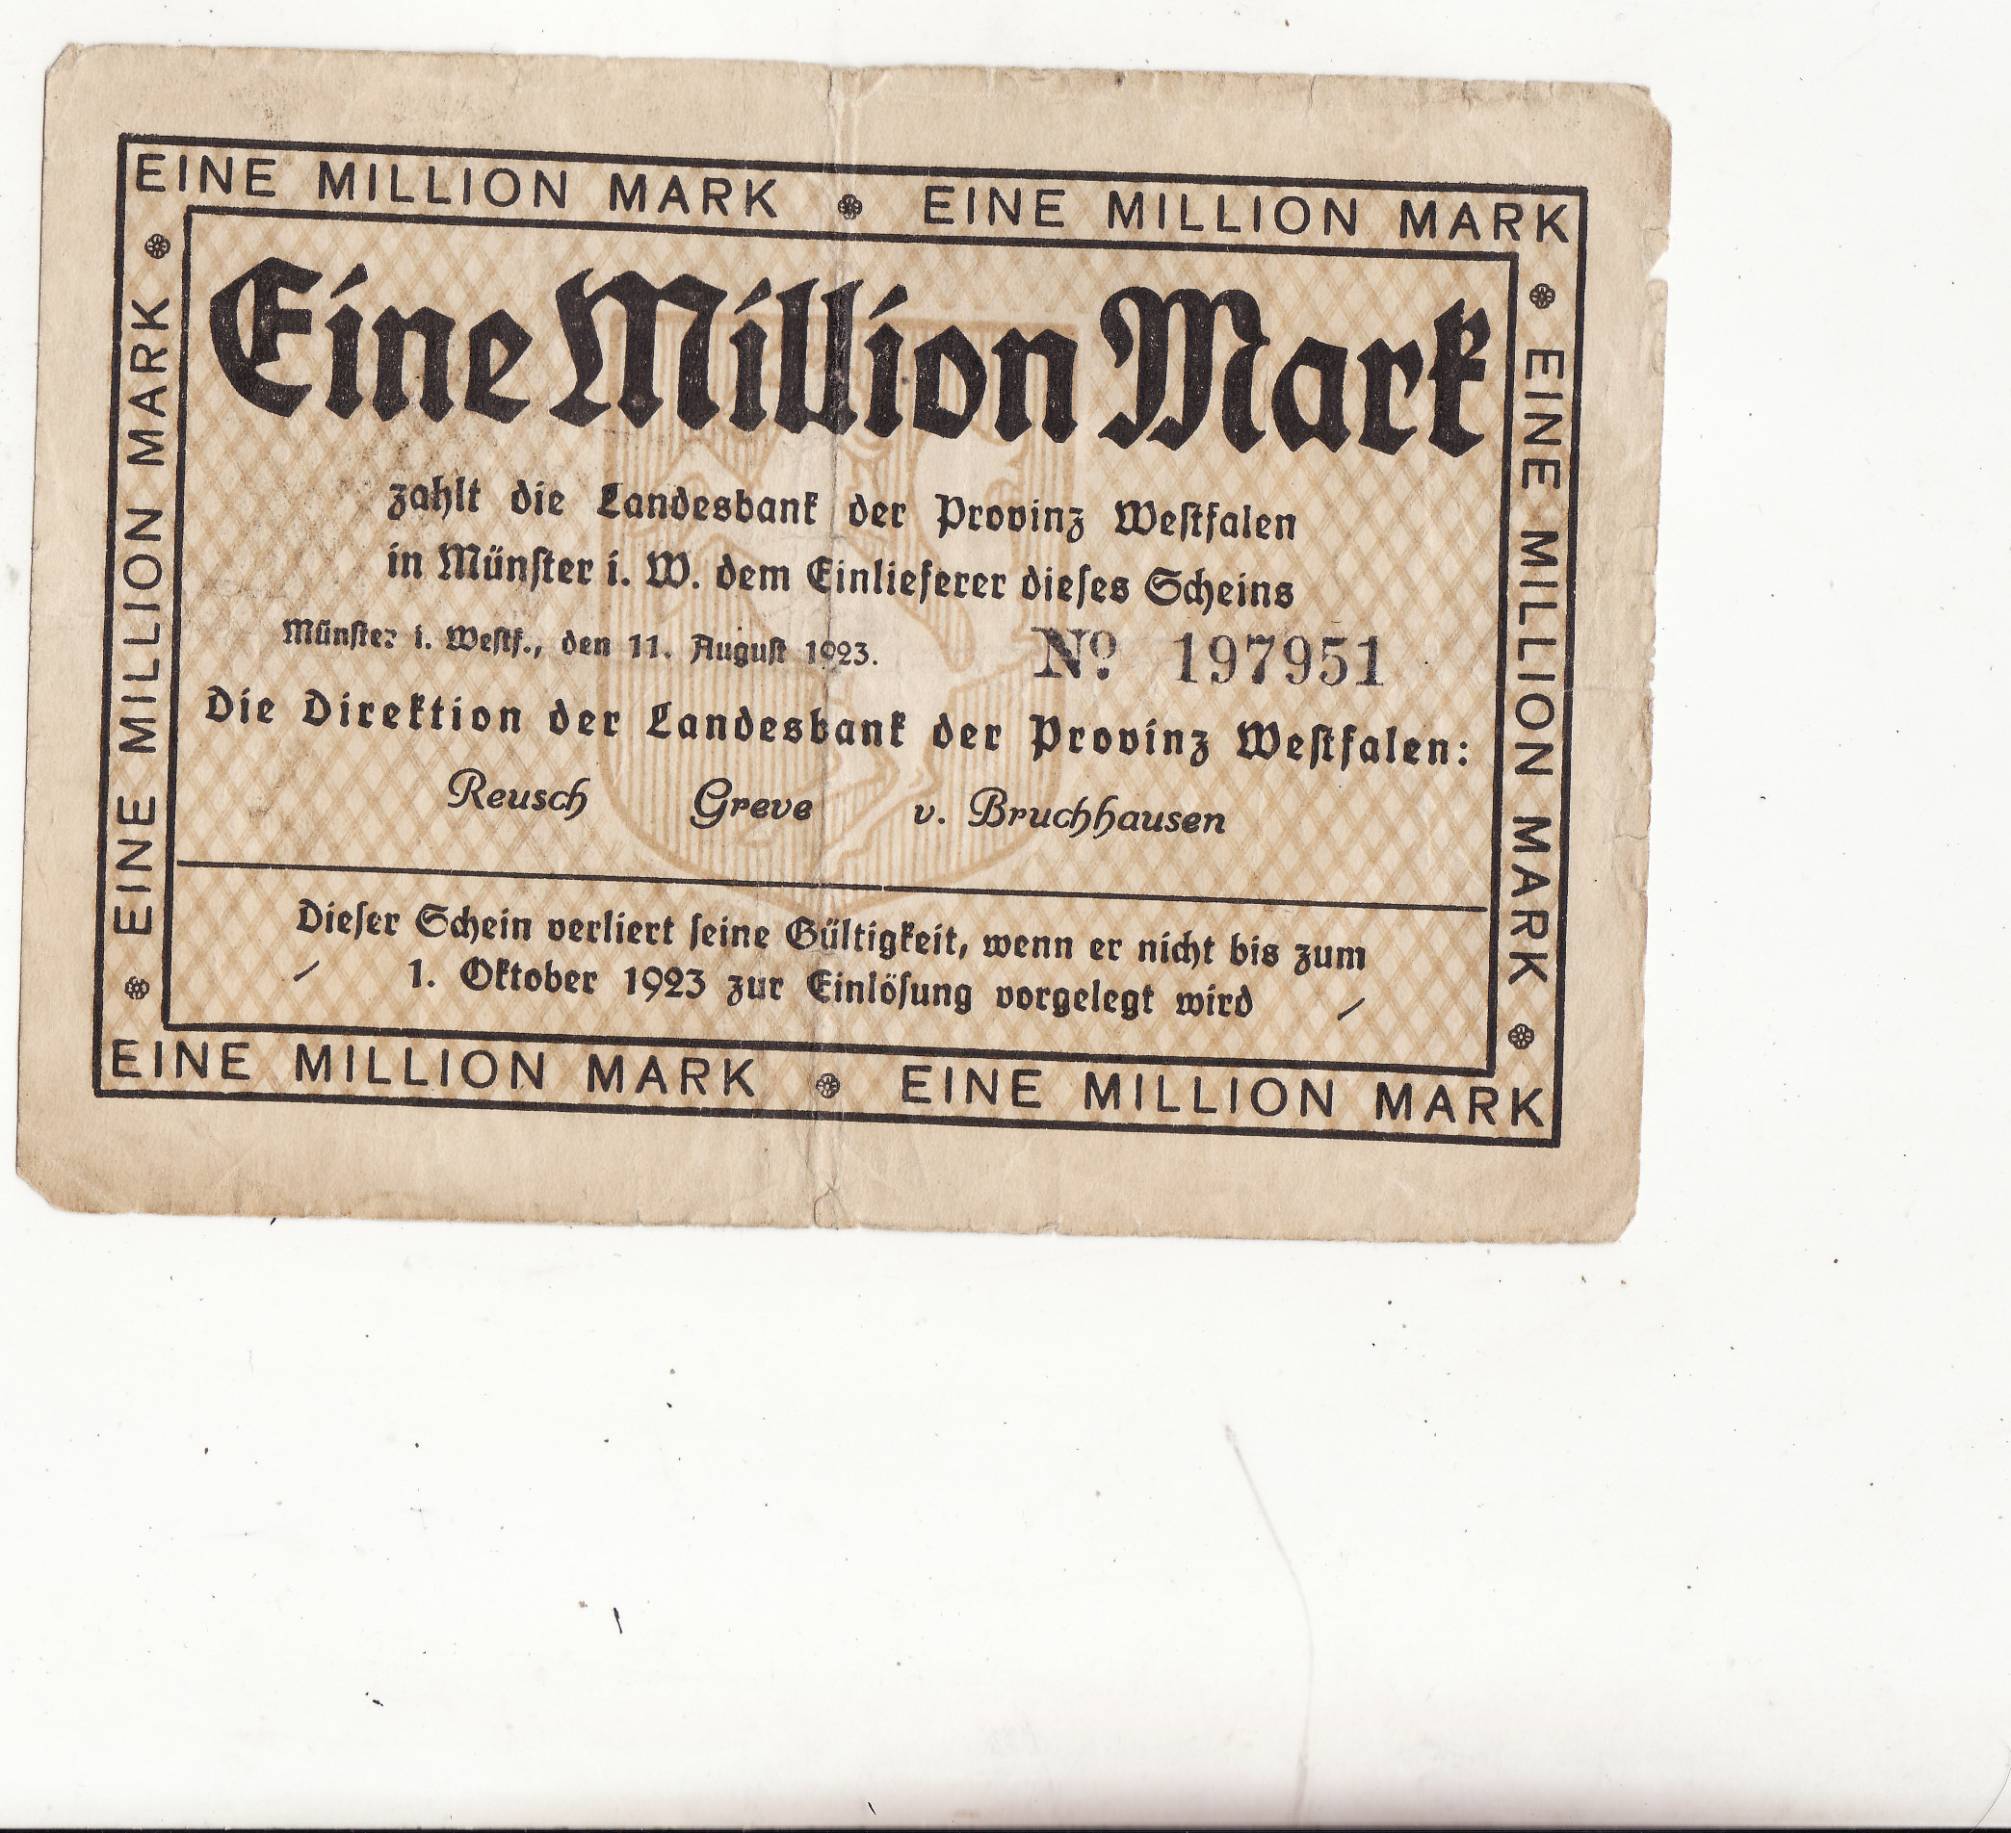 EINE MILLION MARK EINE MILLION MARK
EINE MILLION MARK
EINE MILLION MARK
Eine Million Mark
zahlt die Landesbank der Provinz Westfalen
in Münster i. W. dem Einlieferer dieses Scheins
Münster i. Westf., den 11. August 1923.
Nº 197951
Die Direktion der Landesbank der Provinz Westfalen:
Reusch Greve v. Bruchhausen
Dieser Schein verliert seine Gültigkeit, wenn er nicht bis zum
1. Oktober 1923 zur Einlösung vorgelegt wird
EINE MILLION MARK EINE MILLION MARK